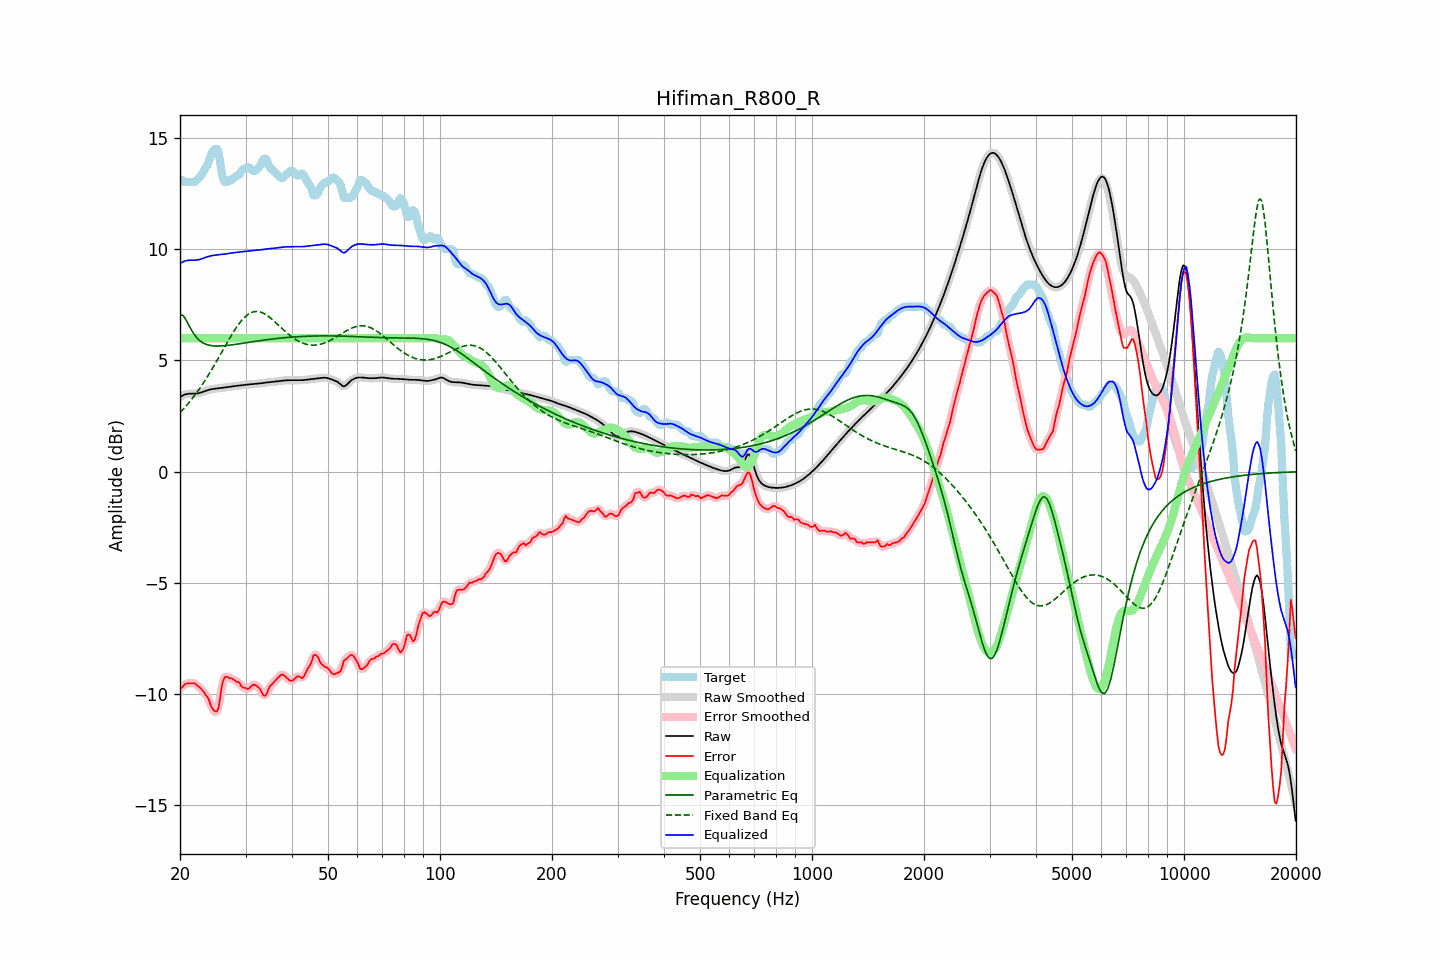 Hifiman_R800_R
Amplitude (dBr)
15
10
5
0
−5
−10
−15
Target
Raw Smoothed
Error Smoothed
Raw
Error
Equalization
Parametric Eq
Fixed Band Eq
Equalized
20 50 100 200 500 1000 2000 5000 10000 20000
Frequency (Hz)